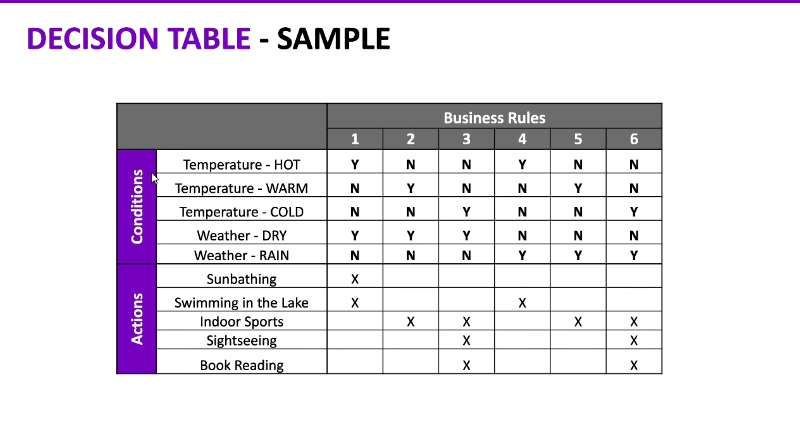 DECISION TABLE - SAMPLE
Business Rules
1 2 3 4 5 6
Conditions
Temperature - HOT Y N N Y N N
Temperature - WARM N Y N N Y N
Temperature - COLD N N Y N N Y
Weather - DRY Y Y Y N N N
Weather - RAIN N N N Y Y Y
Actions
Sunbathing X
Swimming in the Lake X X
Indoor Sports X X X X
Sightseeing X X
Book Reading X X